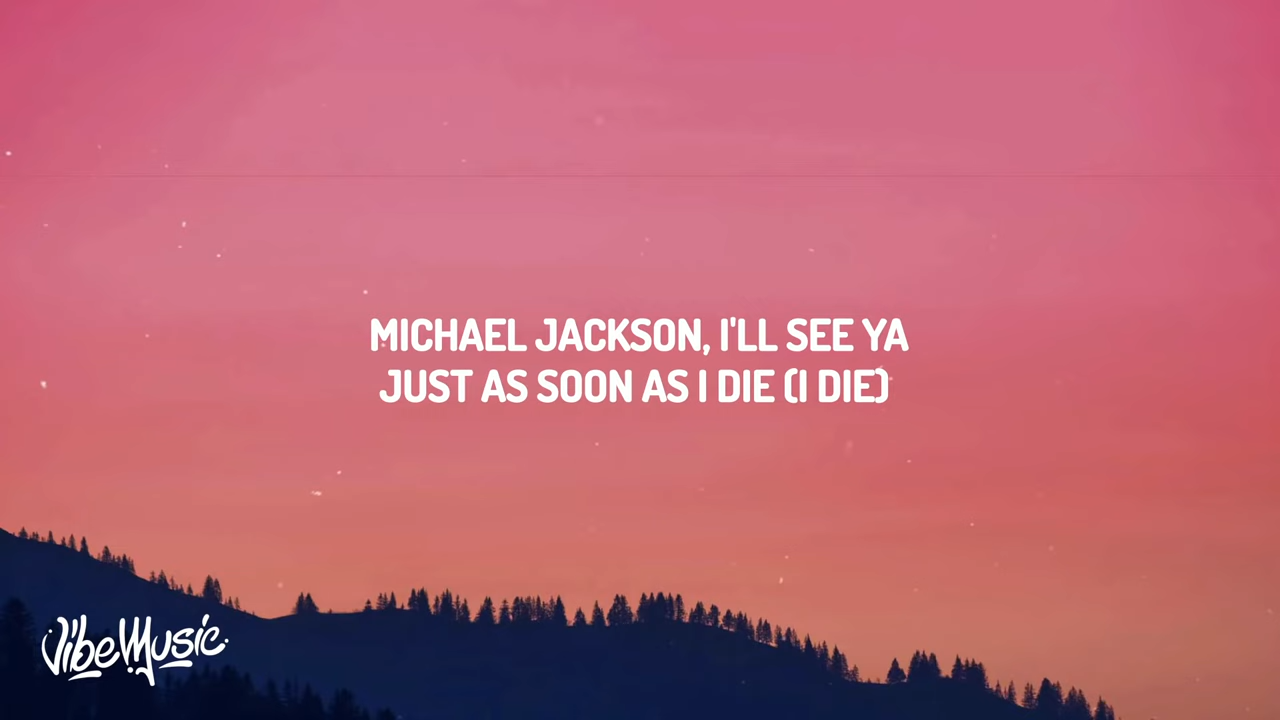 MICHAEL JACKSON, I'LL SEE YA
JUST AS SOON AS I DIE (I DIE)
VibeMusic